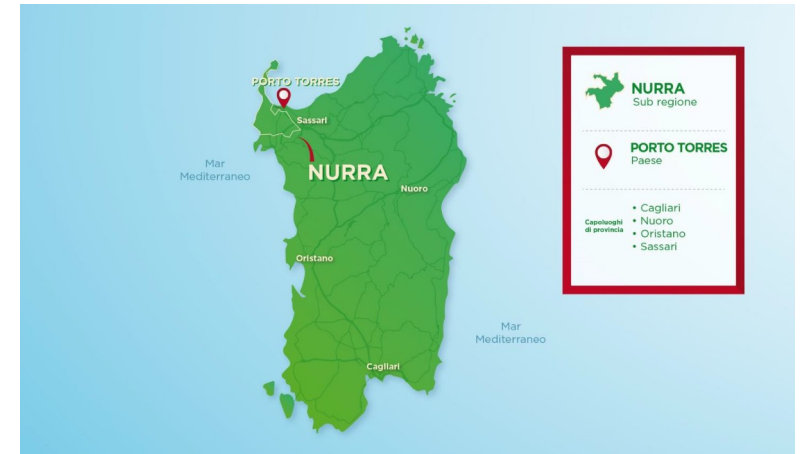 PORTO TORRES
Sassari
Mar
Mediterraneo
NURRA
Nuoro
Oristano
Mar
Mediterraneo
Cagliari
NURRA
Sub regione
PORTO TORRES
Paese
Capoluoghi
di provincia
• Cagliari
• Nuoro
• Oristano
• Sassari